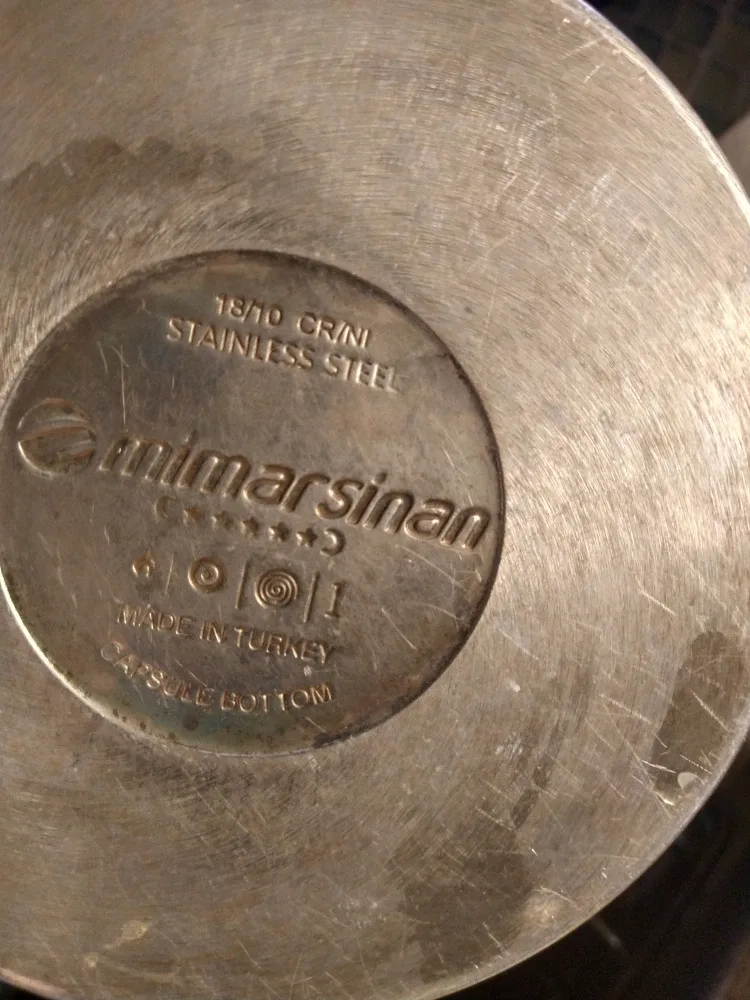 18/10 CR/NI
STAINLESS STEEL
mimarsinan
MADE IN TURKEY
CAPSULE BOTTOM